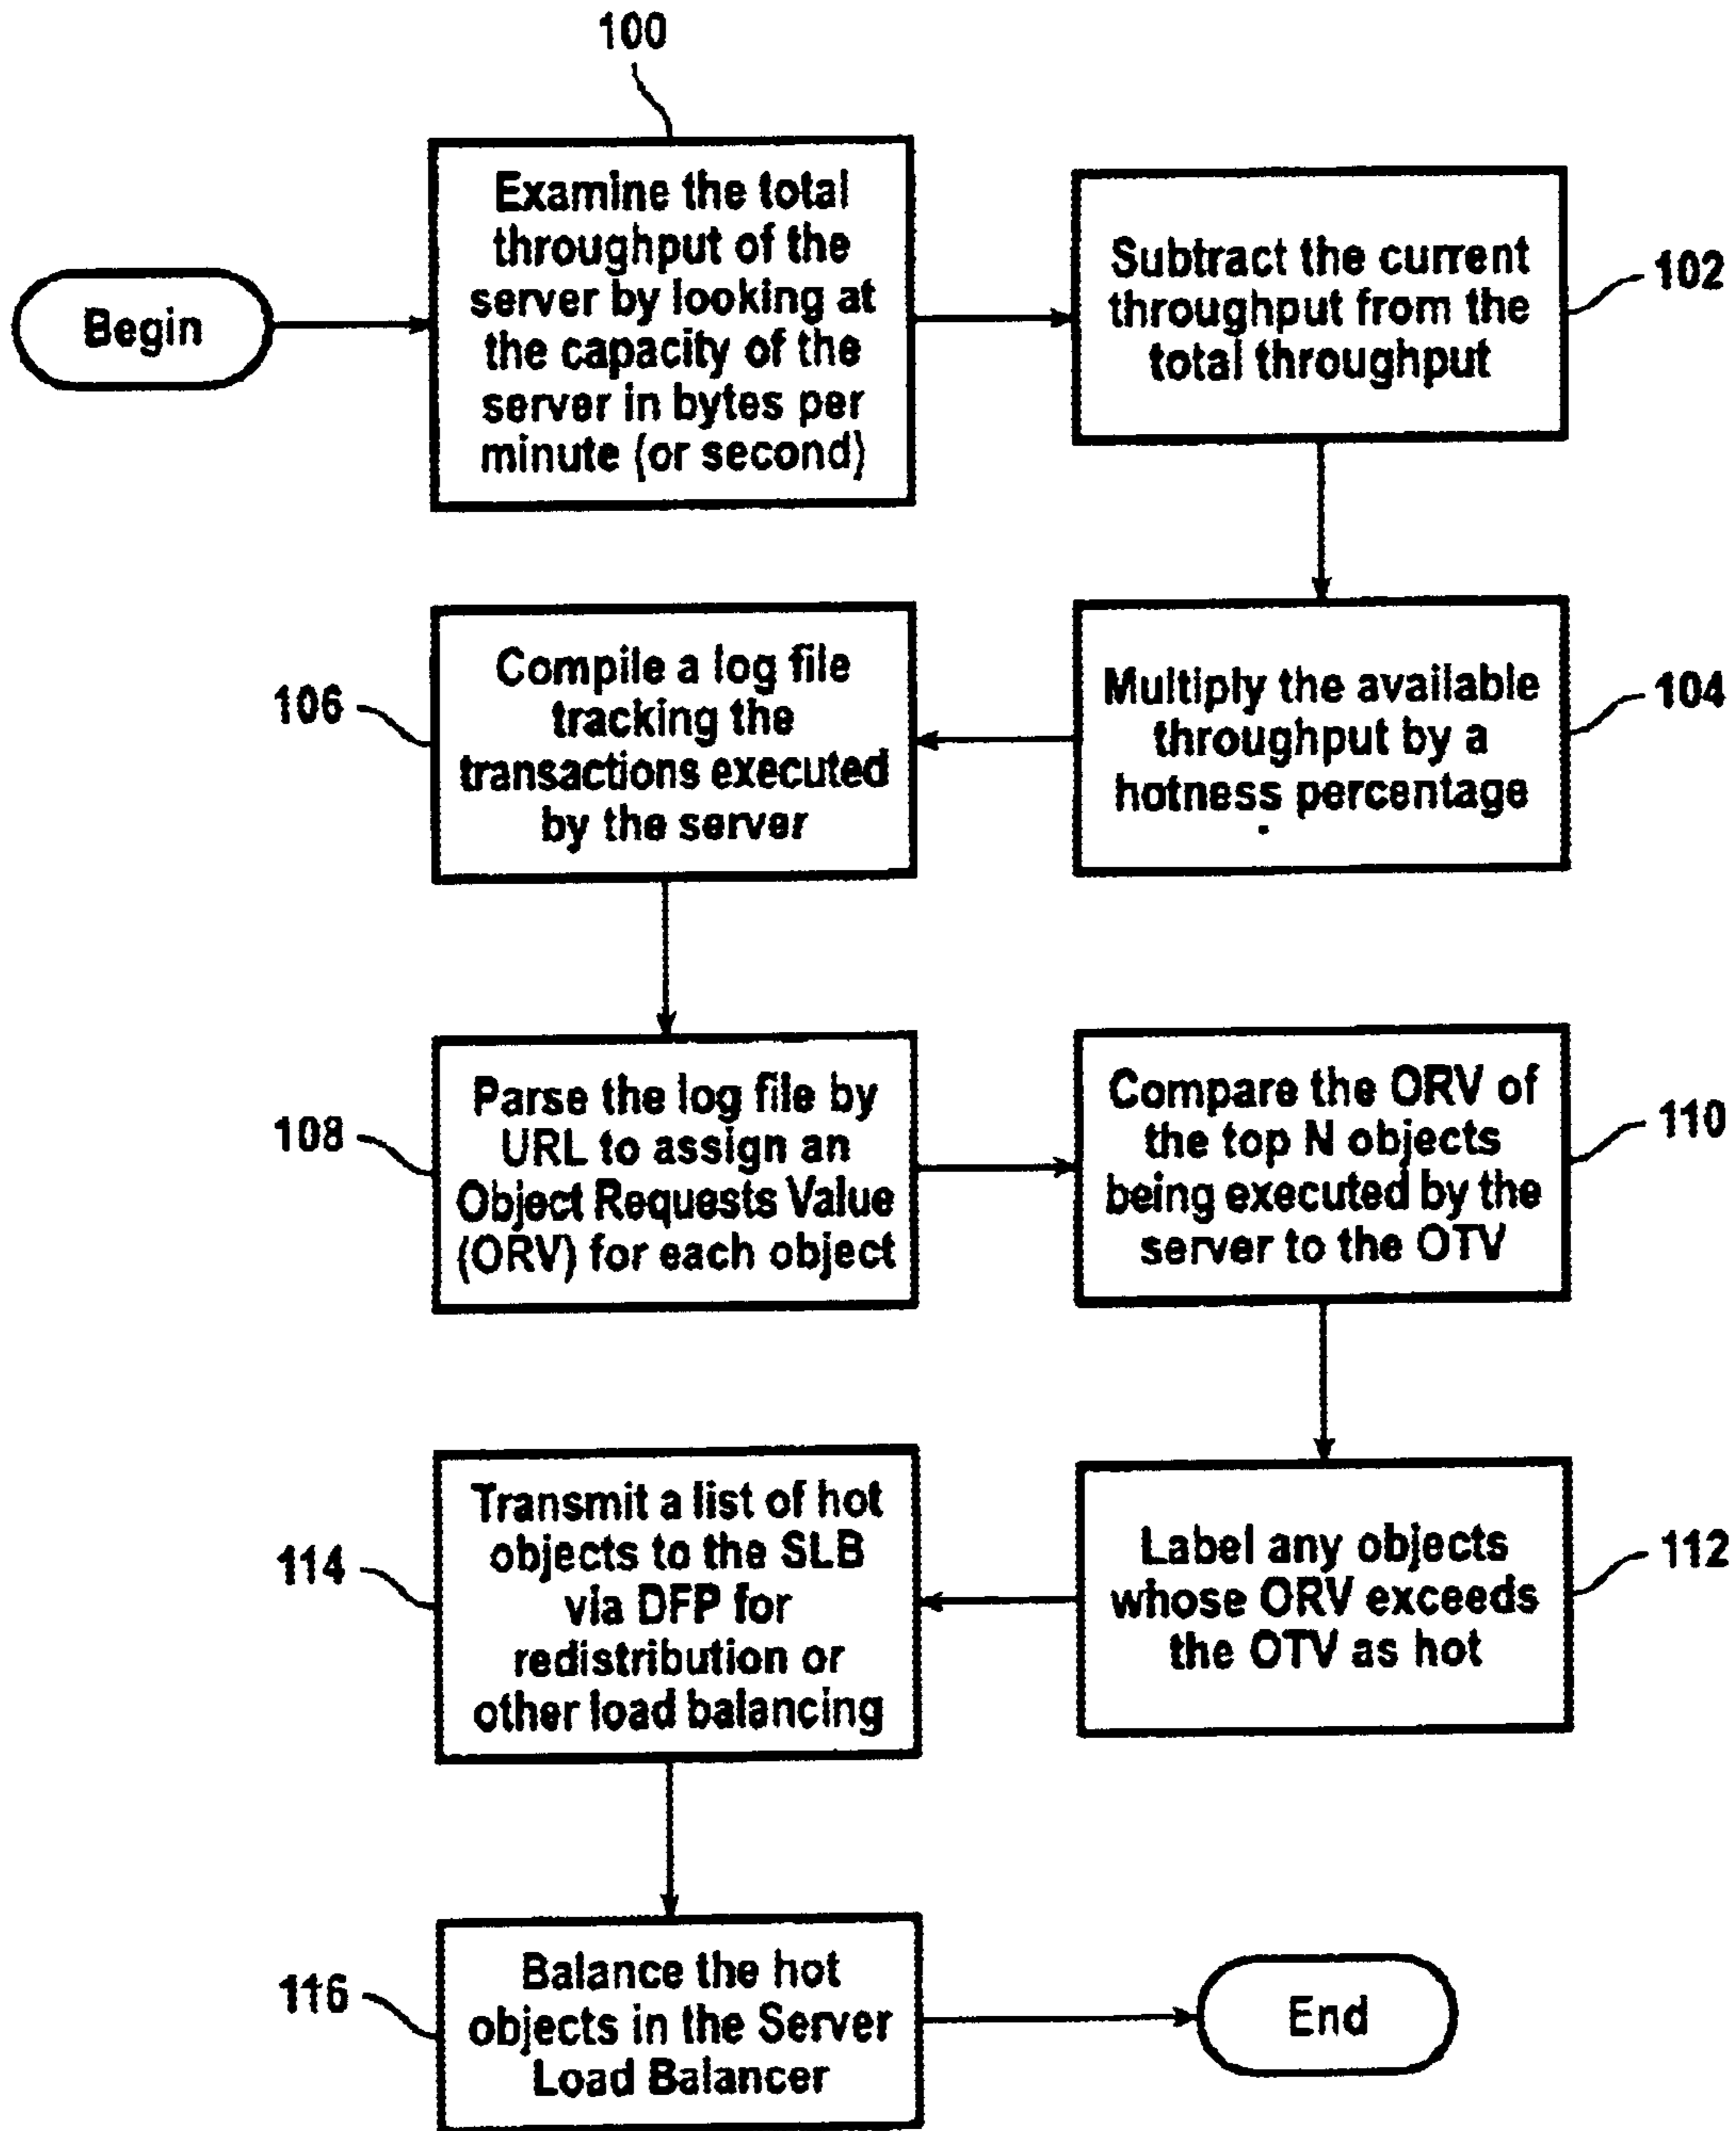 100
Examine the total
throughput of the
server by looking at
the capacity of the
server in bytes per
minute (or second)
Begin
Subtract the current
throughput from the
total throughput
102
Multiply the available
throughput by a
hotness percentage
104
106
Compile a log file
tracking the
transactions executed
by the server
108
Parse the log file by
URL to assign an
Object Requests Value
(ORV) for each object
Compare the ORV of
the top N objects
being executed by the
server to the OTV
110
Label any objects
whose ORV exceeds
the OTV as hot
112
114
Transmit a list of hot
objects to the SLB
via DFP for
redistribution or
other load balancing
116
Balance the hot
objects in the Server
Load Balancer
End